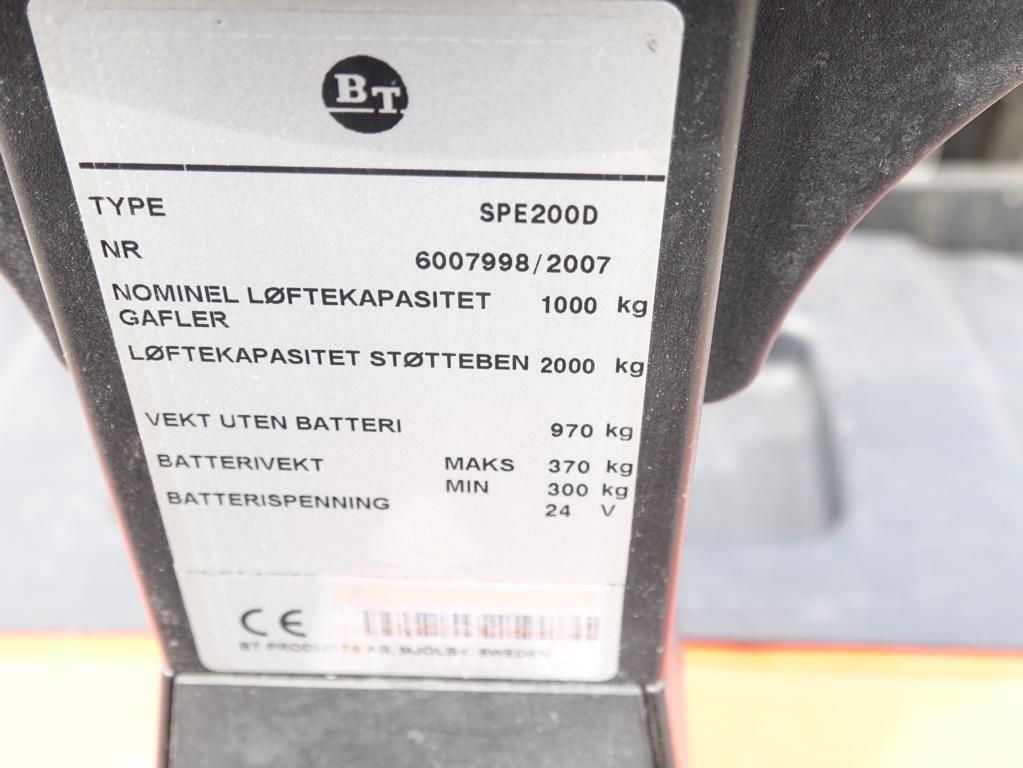 BT
TYPE SPE200D
NR 6007998/2007
NOMINEL LØFTEKAPASITET 1000 kg
GAFLER
LØFTEKAPASITET STØTTEBEN 2000 kg
VEKT UTEN BATTERI 970 kg
BATTERIVEKT MAKS 370 kg
MIN 300 kg
BATTERISPENNING 24 V
CE
BT PRODUCTS AB, MJÖLBY, SWEDEN